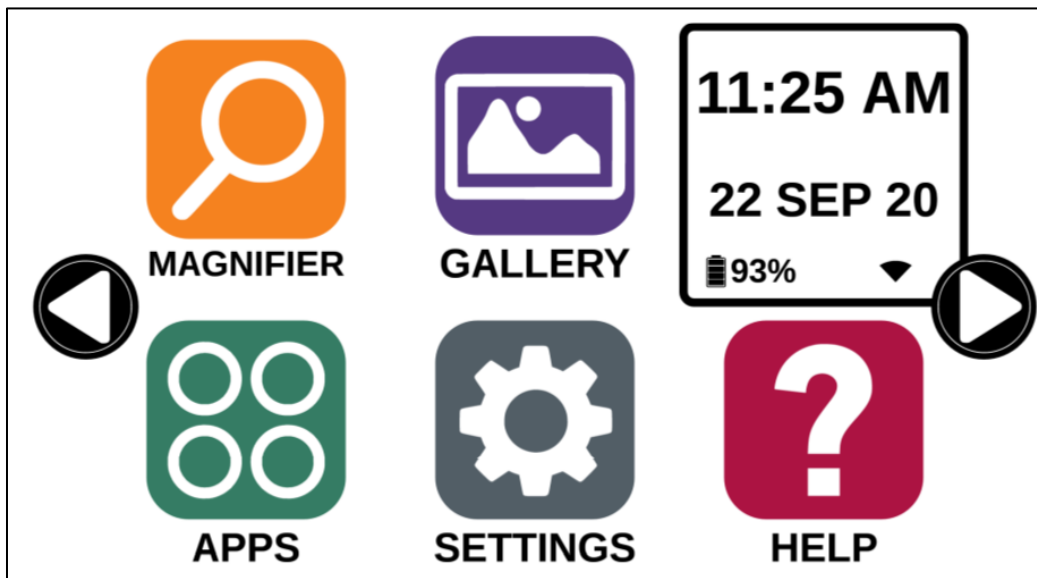 11:25 AM
22 SEP 20
93%
MAGNIFIER
GALLERY
APPS
SETTINGS
?
HELP